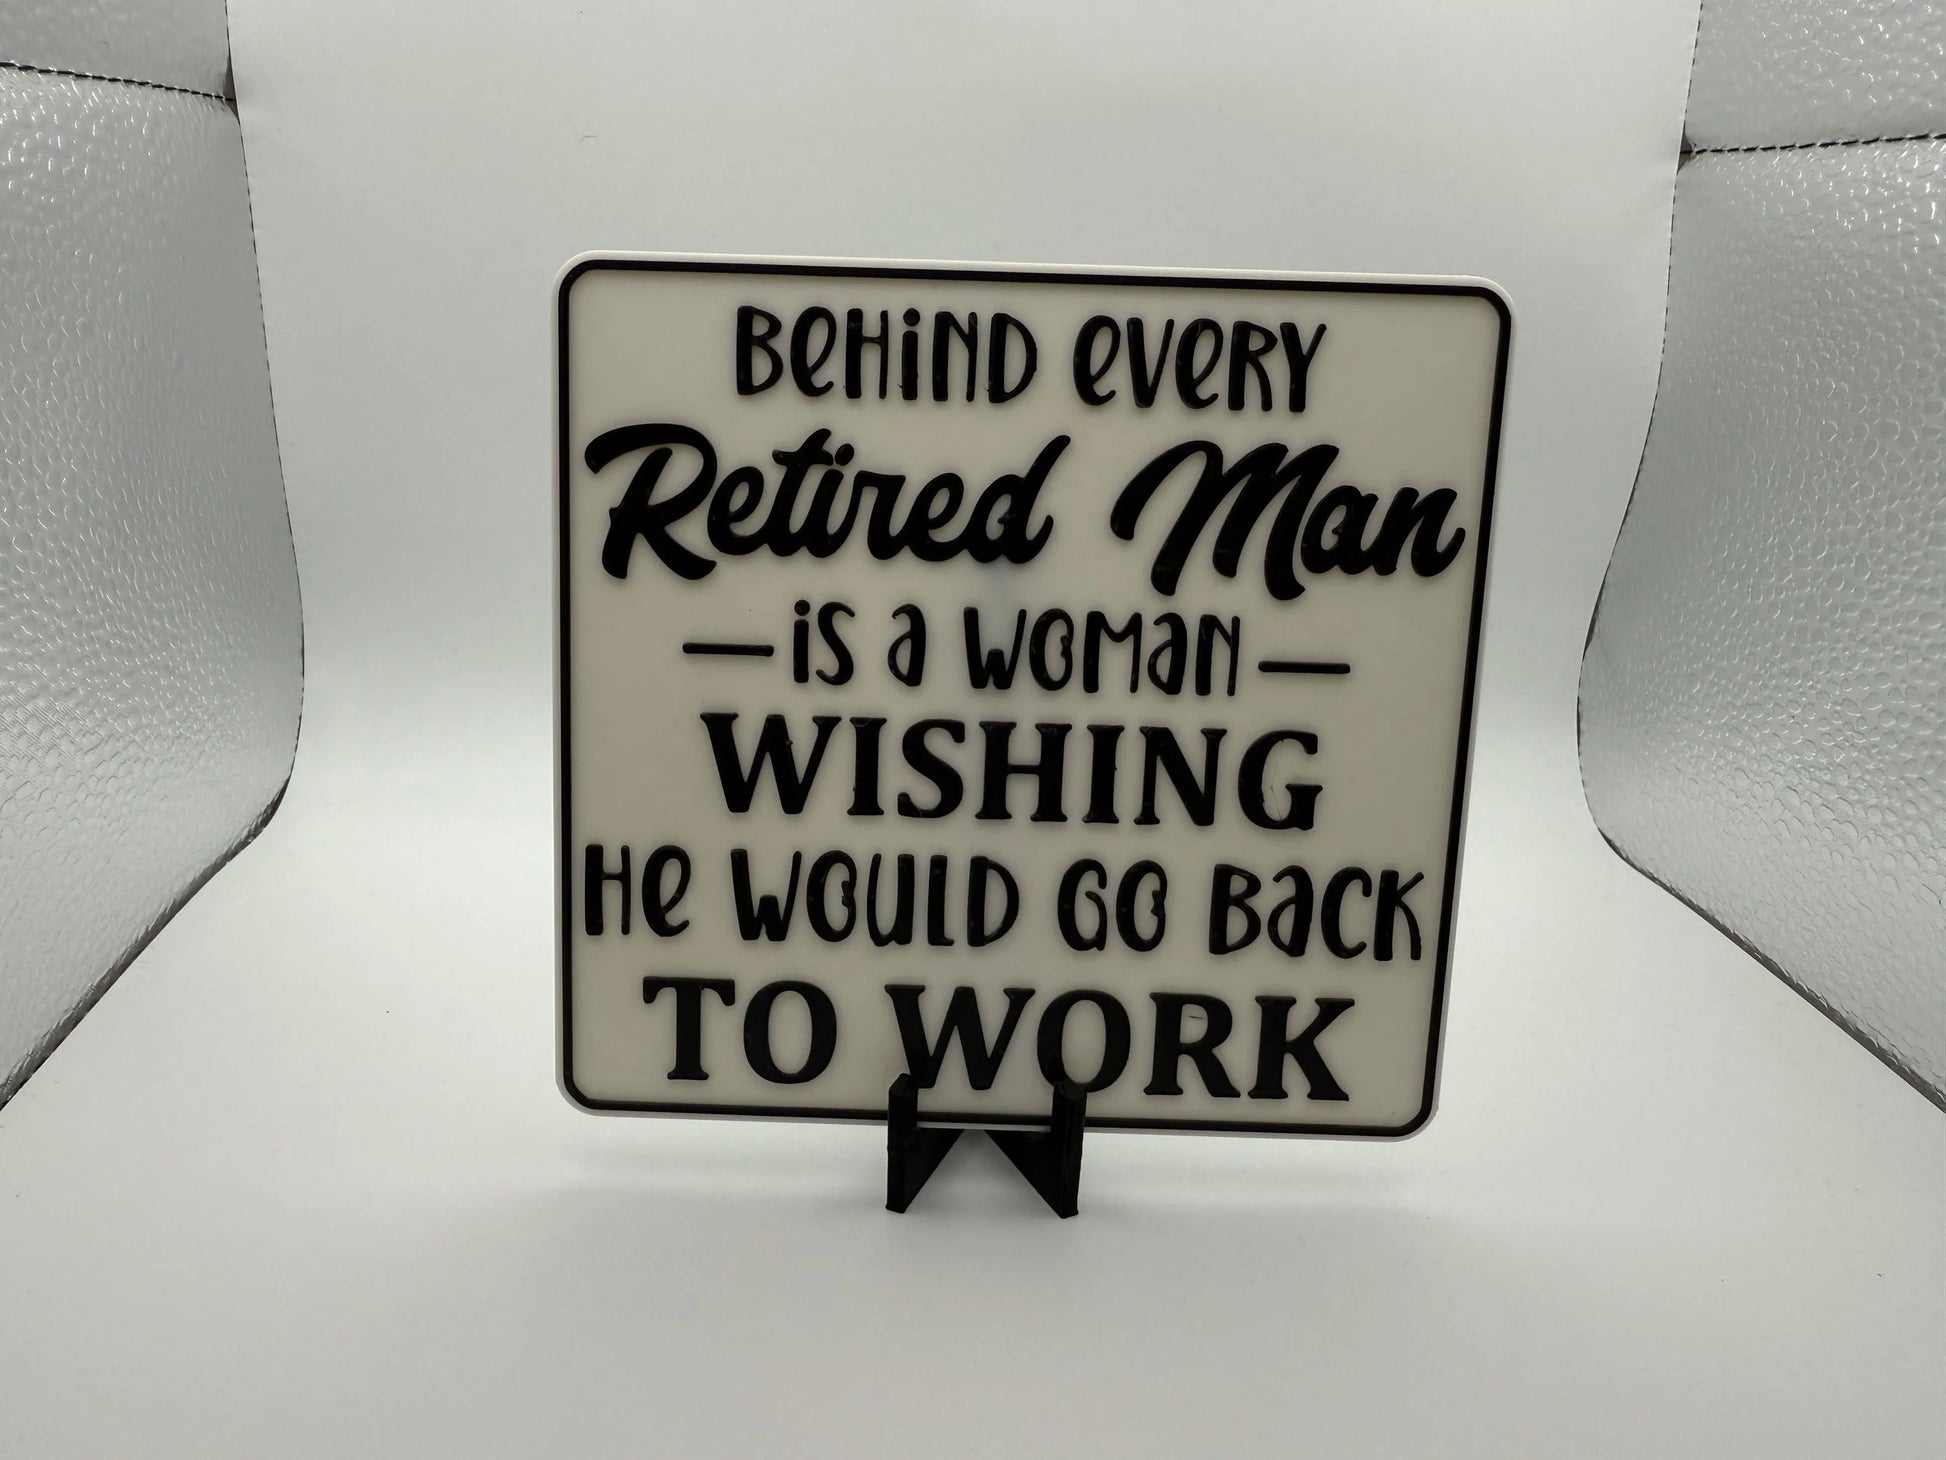 BeHiND eVeRY
Retired Man
— iS a WOMaN —
WISHING
He WOULD GO BaCK
TO WORK